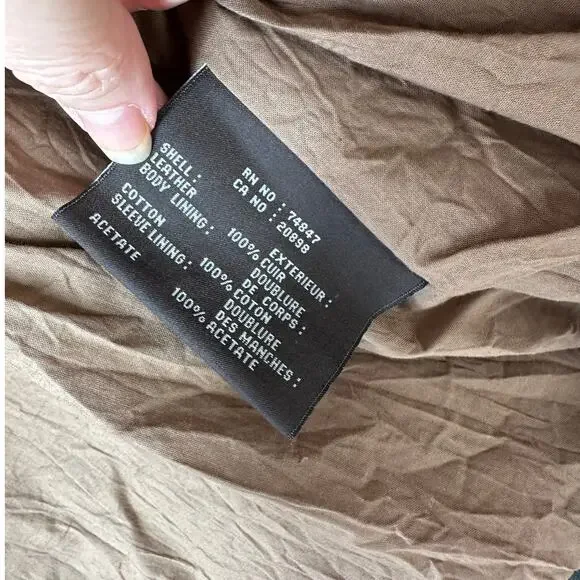 RN NO : 74847
CA NO : 20898
SHELL : EXTERIEUR :
LEATHER 100% CUIR
BODY LINING : DOUBLURE
DE CORPS :
COTTON 100% COTON
SLEEVE LINING : DOUBLURE
DES MANCHES :
ACETATE 100% ACETATE